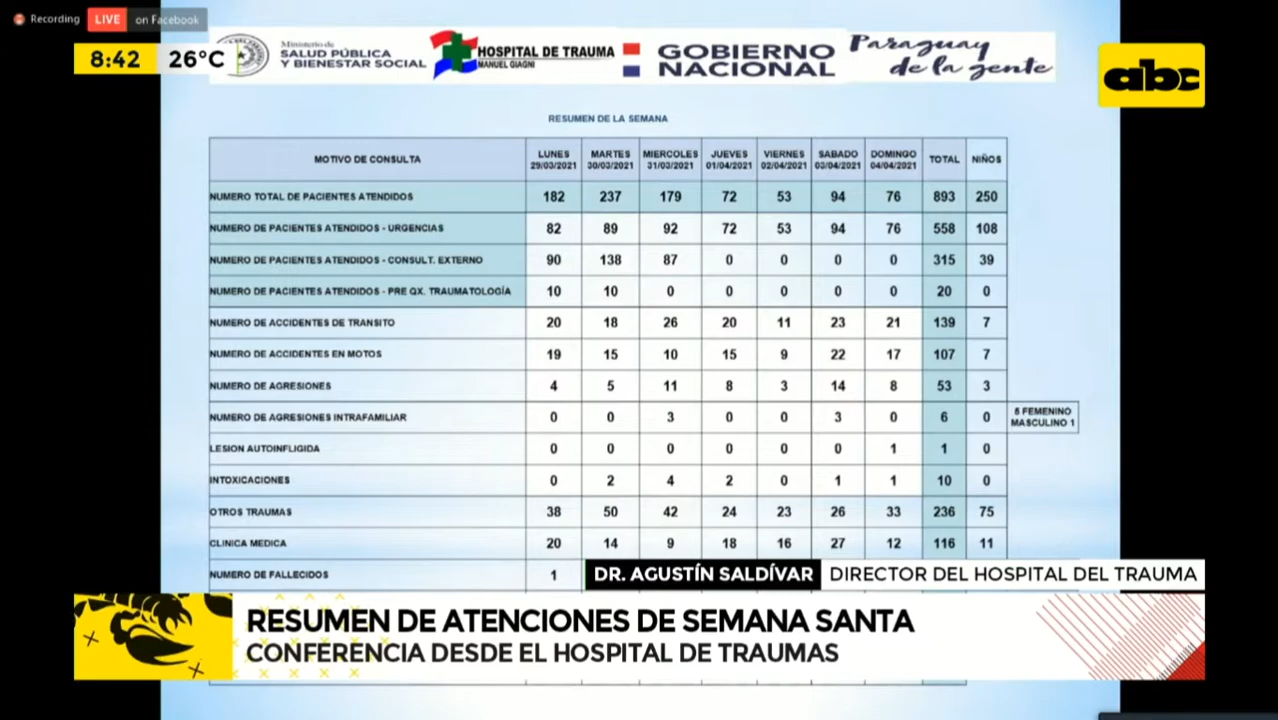 Recording LIVE on Facebook
8:42 26°C
Ministerio de
SALUD PÚBLICA
Y BIENESTAR SOCIAL
HOSPITAL DE TRAUMA
MANUEL GIAGNI
GOBIERNO
NACIONAL
Paraguay
de la gente
abc
RESUMEN DE LA SEMANA
MOTIVO DE CONSULTA LUNES 29/03/2021 MARTES 30/03/2021 MIERCOLES 31/03/2021 JUEVES 01/04/2021 VIERNES 02/04/2021 SABADO 03/04/2021 DOMINGO 04/04/2021 TOTAL NIÑOS
NUMERO TOTAL DE PACIENTES ATENDIDOS 182 237 179 72 53 94 76 893 250
NUMERO DE PACIENTES ATENDIDOS - URGENCIAS 82 89 92 72 53 94 76 558 108
NUMERO DE PACIENTES ATENDIDOS - CONSULT. EXTERNO 90 138 87 0 0 0 0 315 39
NUMERO DE PACIENTES ATENDIDOS - PRE QX. TRAUMATOLOGÍA 10 10 0 0 0 0 0 20 0
NUMERO DE ACCIDENTES DE TRANSITO 20 18 26 20 11 23 21 139 7
NUMERO DE ACCIDENTES EN MOTOS 19 15 10 15 9 22 17 107 7
NUMERO DE AGRESIONES 4 5 11 8 3 14 8 53 3
NUMERO DE AGRESIONES INTRAFAMILIAR 0 0 3 0 0 3 0 6 0 5 FEMENINO
MASCULINO 1
LESION AUTOINFLIGIDA 0 0 0 0 0 0 1 1 0
INTOXICACIONES 0 2 4 2 0 1 1 10 0
OTROS TRAUMAS 38 50 42 24 23 26 33 236 75
CLINICA MEDICA 20 14 9 18 16 27 12 116 11
NUMERO DE FALLECIDOS 1
DR. AGUSTÍN SALDÍVAR DIRECTOR DEL HOSPITAL DEL TRAUMA
RESUMEN DE ATENCIONES DE SEMANA SANTA
CONFERENCIA DESDE EL HOSPITAL DE TRAUMAS